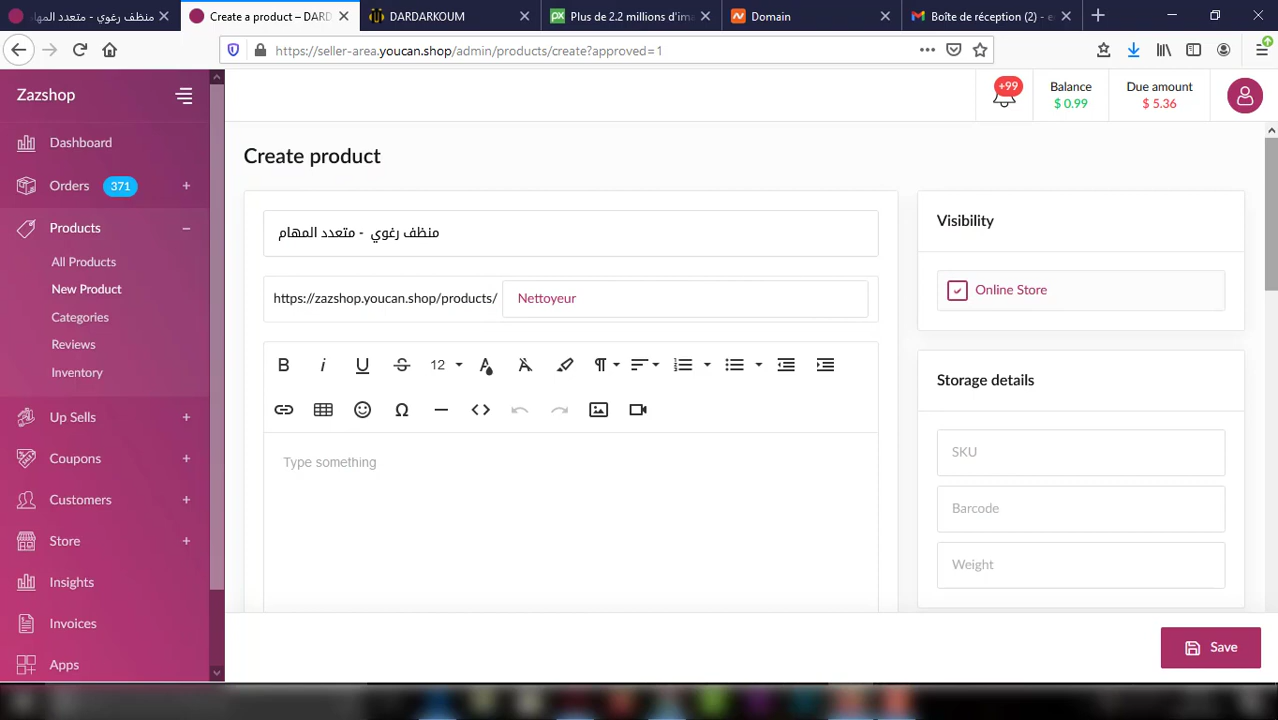 منظف رغوي - متعدد المها
Create a product – DARD
DARDARKOUM
Plus de 2.2 millions d'ima
Domain
Boîte de réception (2) - e
https://seller-area.youcan.shop/admin/products/create?approved=1
Zazshop
+99
Balance
$ 0.99
Due amount
$ 5.36
Dashboard
Orders 371 +
Products −
All Products
New Product
Categories
Reviews
Inventory
Up Sells +
Coupons +
Customers +
Store +
Insights
Invoices
Apps
Create product
منظف رغوي - متعدد المهام
https://zazshop.youcan.shop/products/ Nettoyeur
12
Type something
Visibility
Online Store
Storage details
SKU
Barcode
Weight
Save